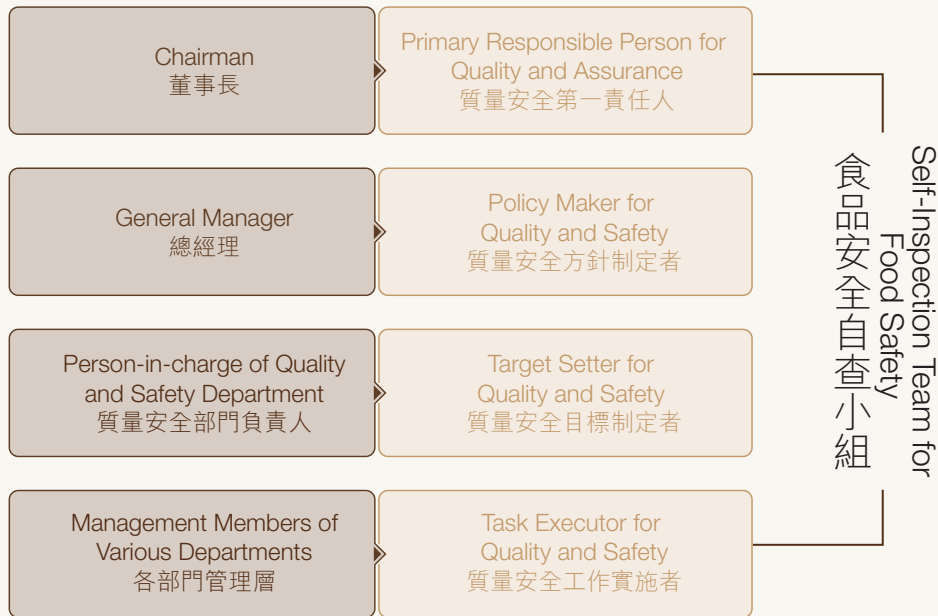 Chairman
董事長
Primary Responsible Person for
Quality and Assurance
質量安全第一責任人
General Manager
總經理
Policy Maker for
Quality and Safety
質量安全方針制定者
Person-in-charge of Quality
and Safety Department
質量安全部門負責人
Target Setter for
Quality and Safety
質量安全目標制定者
Management Members of
Various Departments
各部門管理層
Task Executor for
Quality and Safety
質量安全工作實施者
Self-Inspection Team for
Food Safety
食品安全自查小組